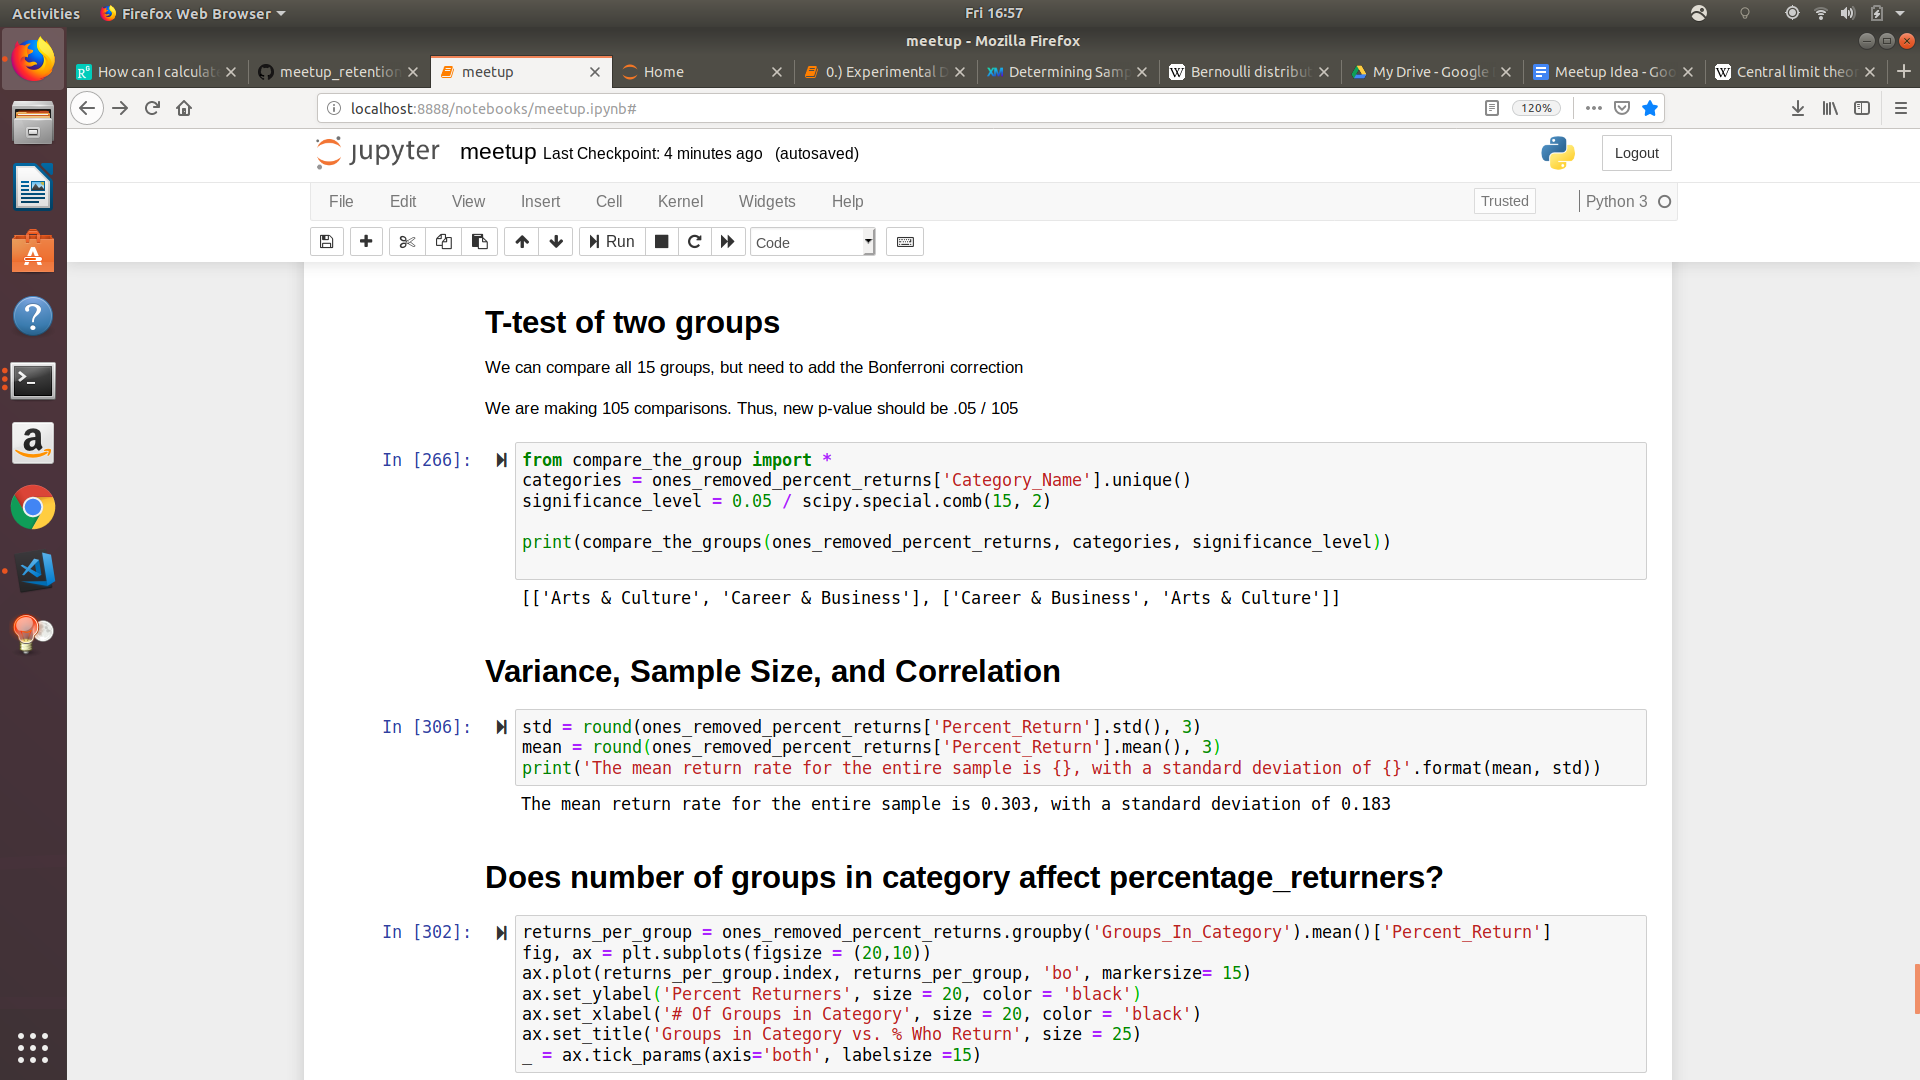 Activities Firefox Web Browser Fri 16:57
meetup - Mozilla Firefox
How can I calculat meetup_retention meetup Home 0.) Experimental D Determining Samp Bernoulli distribut My Drive - Google Meetup Idea - Goo Central limit theor
localhost:8888/notebooks/meetup.ipynb# 120%
jupyter meetup Last Checkpoint: 4 minutes ago (autosaved) Logout
File Edit View Insert Cell Kernel Widgets Help Trusted Python 3
Run Code
T-test of two groups
We can compare all 15 groups, but need to add the Bonferroni correction
We are making 105 comparisons. Thus, new p-value should be .05 / 105
In [266]: from compare_the_group import *
categories = ones_removed_percent_returns['Category_Name'].unique()
significance_level = 0.05 / scipy.special.comb(15, 2)
print(compare_the_groups(ones_removed_percent_returns, categories, significance_level))
[['Arts & Culture', 'Career & Business'], ['Career & Business', 'Arts & Culture']]
Variance, Sample Size, and Correlation
In [306]: std = round(ones_removed_percent_returns['Percent_Return'].std(), 3)
mean = round(ones_removed_percent_returns['Percent_Return'].mean(), 3)
print('The mean return rate for the entire sample is {}, with a standard deviation of {}'.format(mean, std))
The mean return rate for the entire sample is 0.303, with a standard deviation of 0.183
Does number of groups in category affect percentage_returners?
In [302]: returns_per_group = ones_removed_percent_returns.groupby('Groups_In_Category').mean()['Percent_Return']
fig, ax = plt.subplots(figsize = (20,10))
ax.plot(returns_per_group.index, returns_per_group, 'bo', markersize= 15)
ax.set_ylabel('Percent Returners', size = 20, color = 'black')
ax.set_xlabel('# Of Groups in Category', size = 20, color = 'black')
ax.set_title('Groups in Category vs. % Who Return', size = 25)
_ = ax.tick_params(axis='both', labelsize =15)